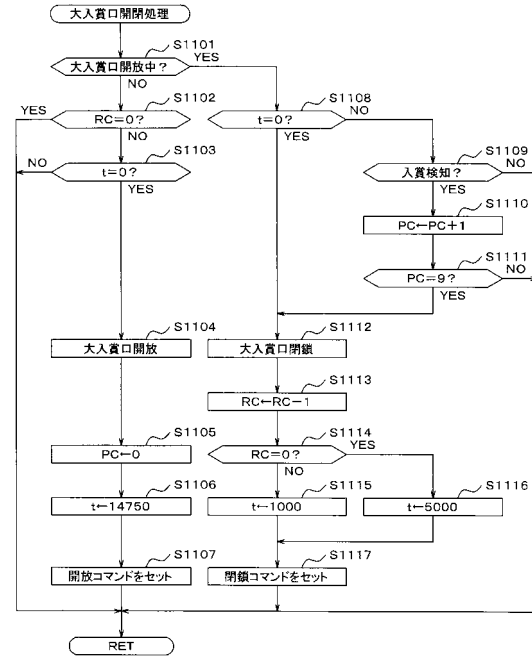 大入賞口開閉処理
S1101
大入賞口開放中？
YES
NO
S1102
YES
RC=0？
NO
S1103
NO
t=0？
YES
S1108
t=0？
NO
YES
S1109
入賞検知？
NO
YES
S1110
PC←PC+1
S1111
PC=9？
NO
YES
S1104
大入賞口開放
S1112
大入賞口閉鎖
S1113
RC←RC-1
S1105
PC←0
S1114
RC=0？
YES
NO
S1106
t←14750
S1115
t←1000
S1116
t←5000
S1107
開放コマンドをセット
S1117
閉鎖コマンドをセット
RET